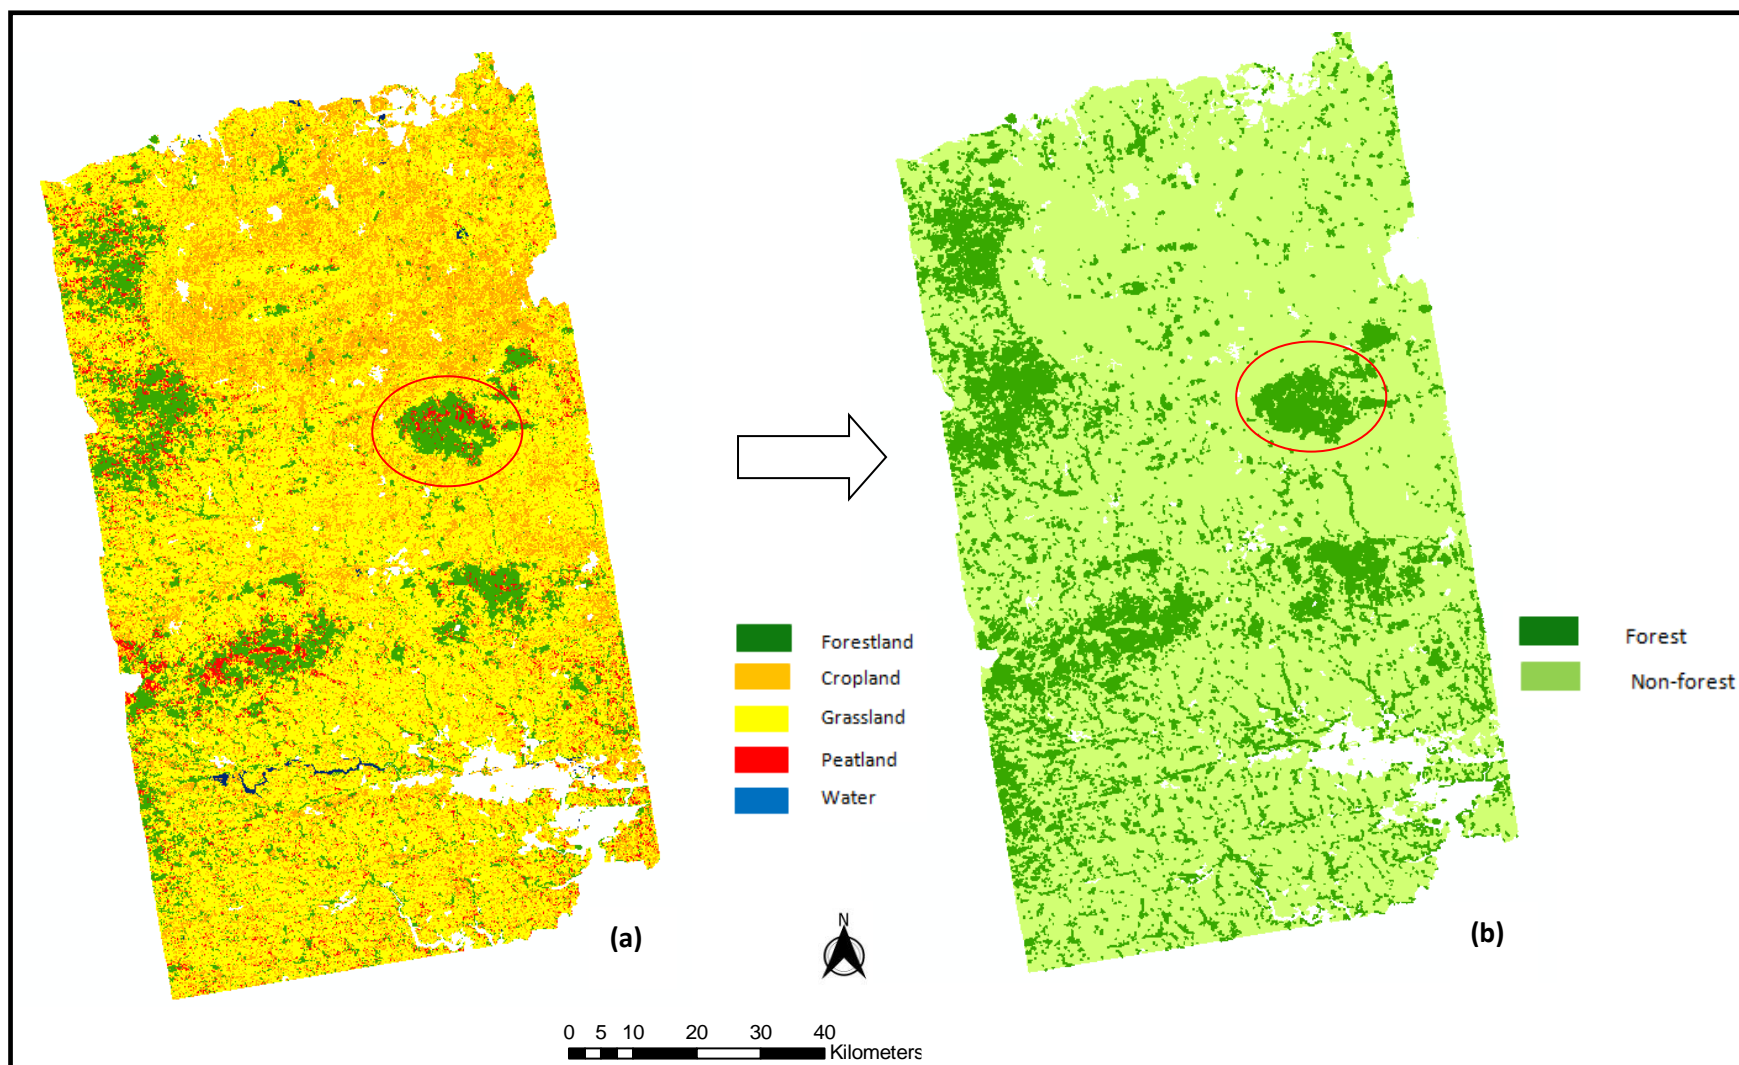 Forestland
Cropland
Grassland
Peatland
Water
Forest
Non-forest
(a)
(b)
N
0 5 10 20 30 40
Kilometers